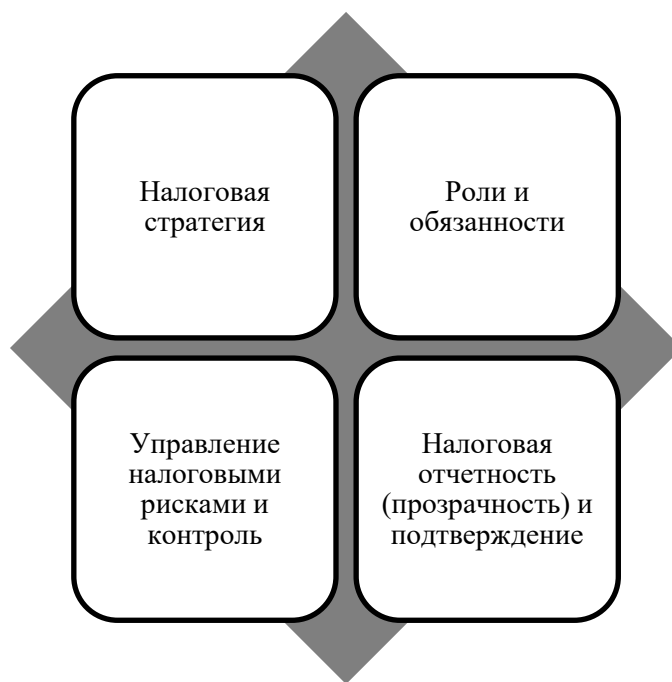 Налоговая
стратегия
Роли и
обязанности
Управление
налоговыми
рисками и
контроль
Налоговая
отчетность
(прозрачность) и
подтверждение